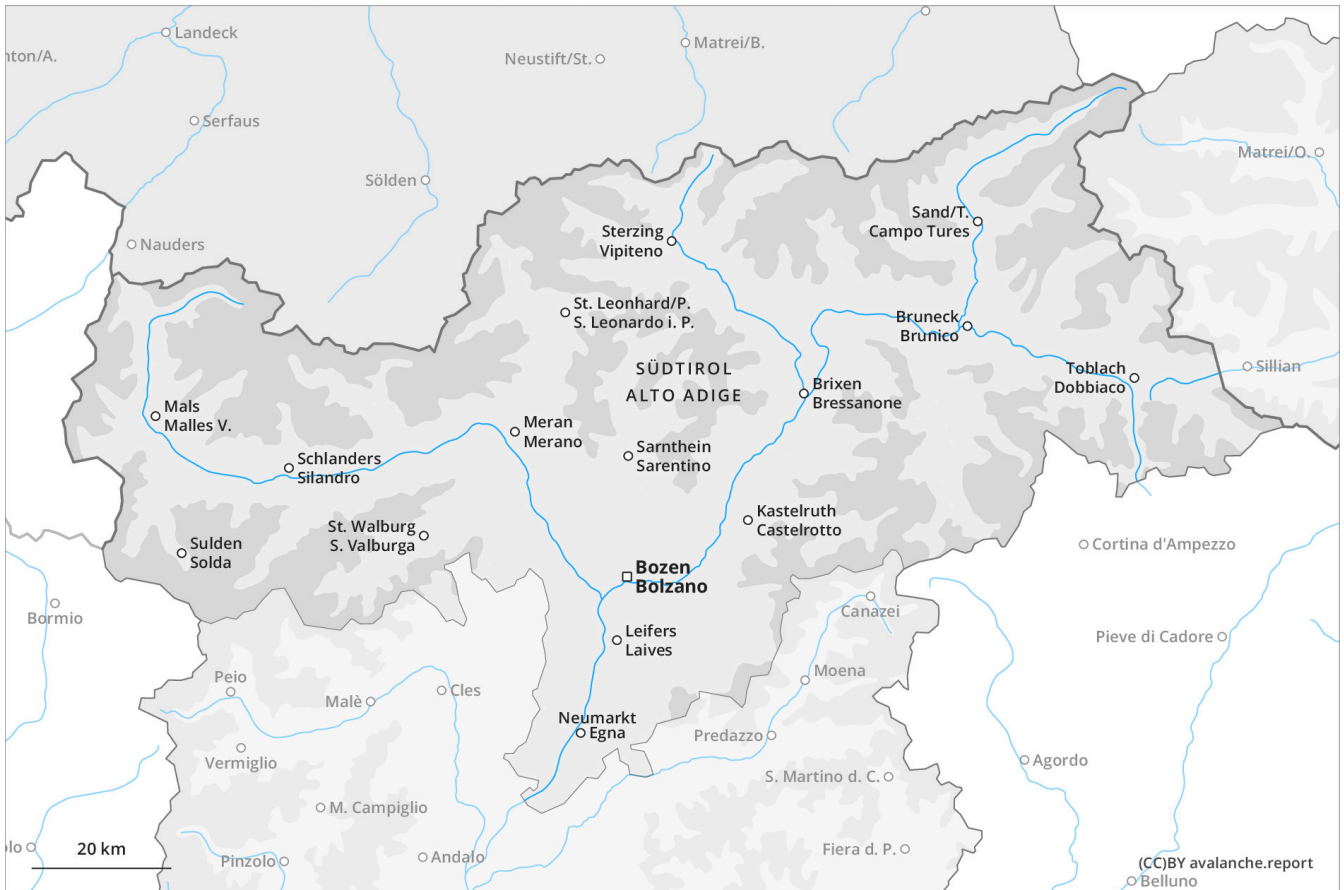 Landeck
nton/A.
Matrei/B.
Neustift/St.
Serfaus
Matrei/O.
Sölden
Sand/T.
Campo Tures
Sterzing
Vipiteno
Nauders
St. Leonhard/P.
S. Leonardo i. P.
Bruneck
Brunico
SÜDTIROL
ALTO ADIGE
Toblach
Dobbiaco
Sillian
Brixen
Bressanone
Mals
Malles V.
Meran
Merano
Schlanders
Silandro
Sarnthein
Sarentino
Kastelruth
Castelrotto
St. Walburg
S. Valburga
Sulden
Solda
Cortina d'Ampezzo
Bozen
Bolzano
Bormio
Canazei
Leifers
Laives
Pieve di Cadore
Peio
Moena
Malè
Cles
Neumarkt
Egna
Predazzo
Vermiglio
Agordo
S. Martino d. C.
M. Campiglio
olo
20 km
Pinzolo
Andalo
Fiera d. P.
(CC)BY avalanche.report
Belluno